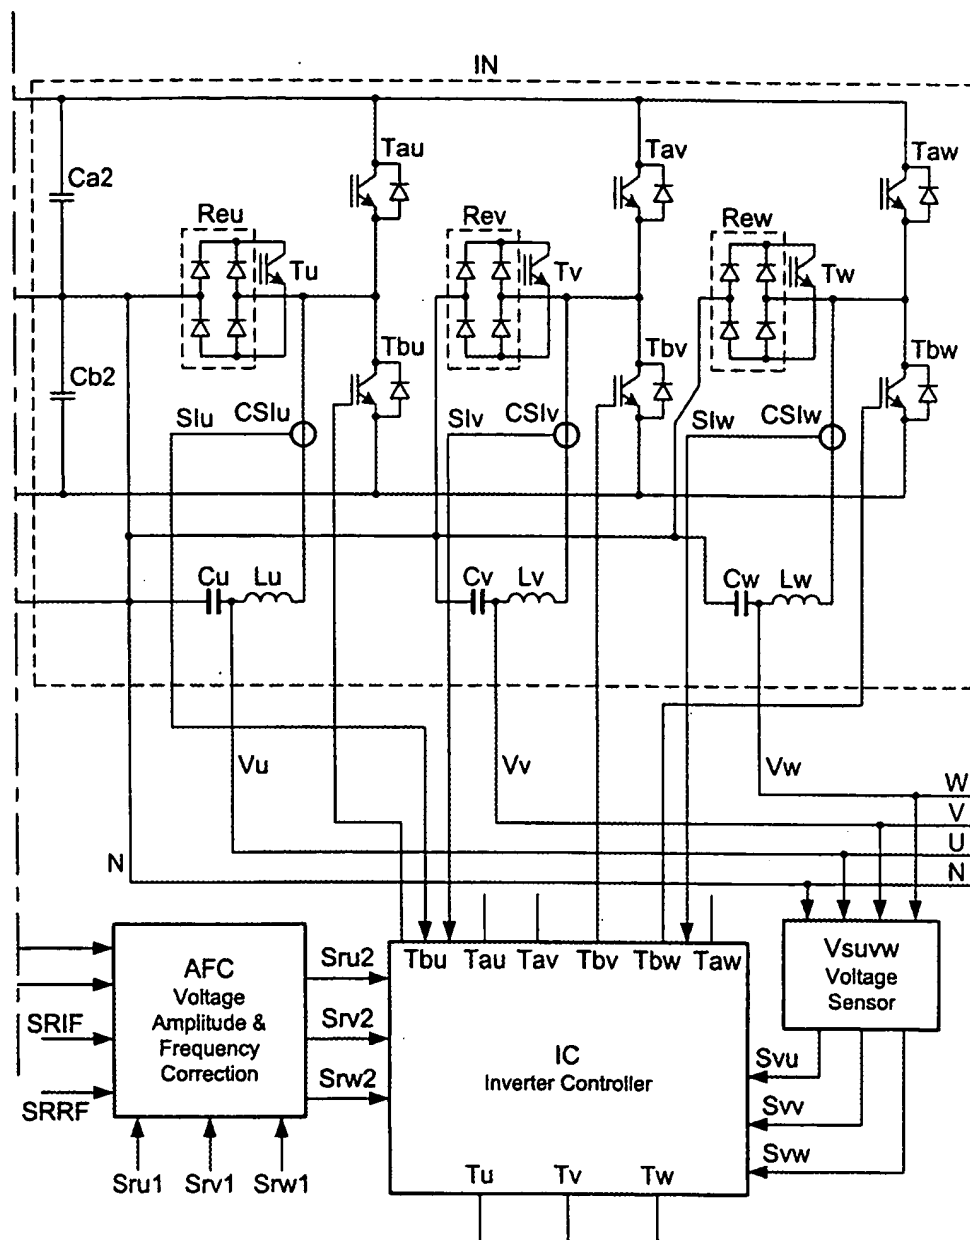 IN
Tau
Tav
Taw
Ca2
Reu
Rev
Rew
Tu
Tv
Tw
Tbu
Tbv
Tbw
Cb2
SIu
CSIu
SIv
CSIv
SIw
CSIw
Cu
Lu
Cv
Lv
Cw
Lw
Vu
Vv
Vw
W
V
U
N
N
AFC
Voltage
Amplitude &
Frequency
Correction
SRIF
SRRF
Sru1
Srv1
Srw1
Sru2
Srv2
Srw2
Tbu
Tau
Tav
Tbv
Tbw
Taw
IC
Inverter Controller
Tu
Tv
Tw
Vsuvw
Voltage
Sensor
Svu
Svv
Svw